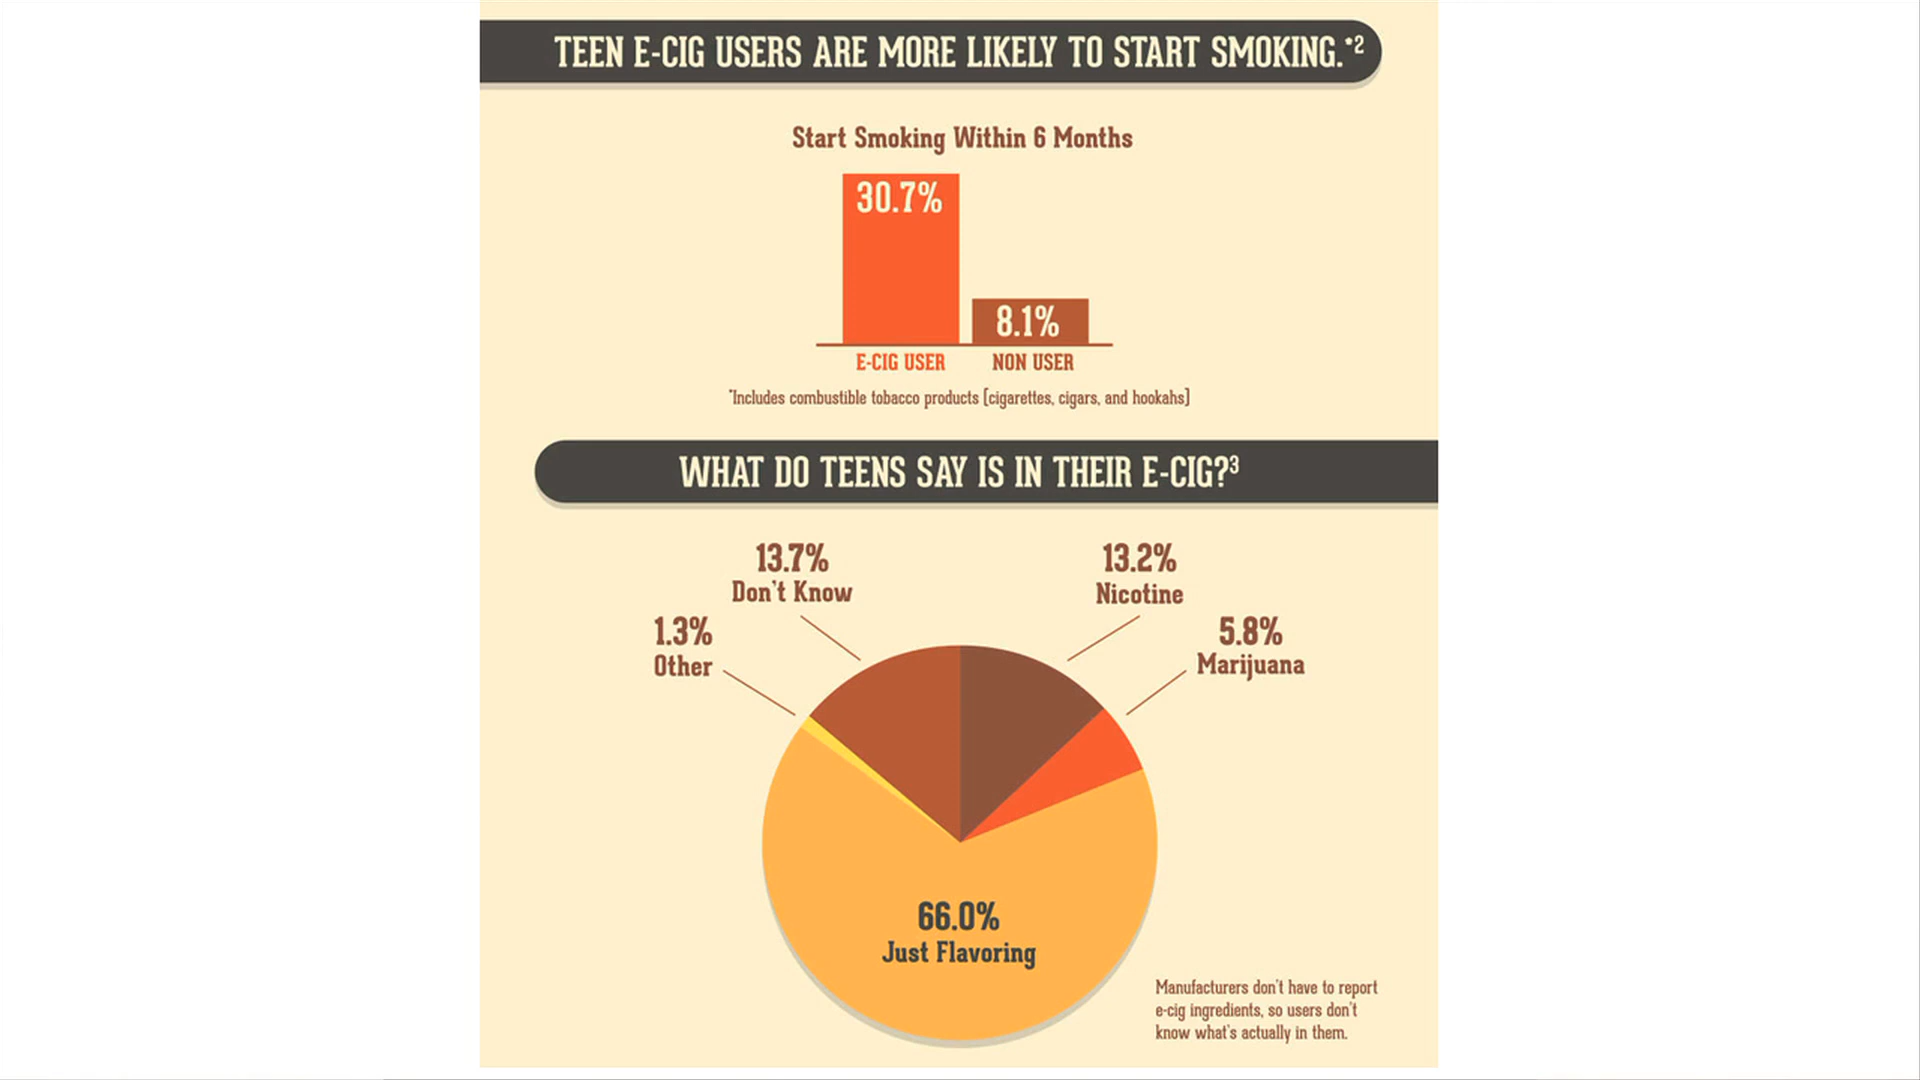 TEEN E-CIG USERS ARE MORE LIKELY TO START SMOKING.*2
Start Smoking Within 6 Months
30.7%
8.1%
E-CIG USER
NON USER
*Includes combustible tobacco products [cigarettes, cigars, and hookahs]
WHAT DO TEENS SAY IS IN THEIR E-CIG?3
13.7%
Don't Know
13.2%
Nicotine
1.3%
Other
5.8%
Marijuana
66.0%
Just Flavoring
Manufacturers don't have to report
e-cig ingredients, so users don't
know what's actually in them.